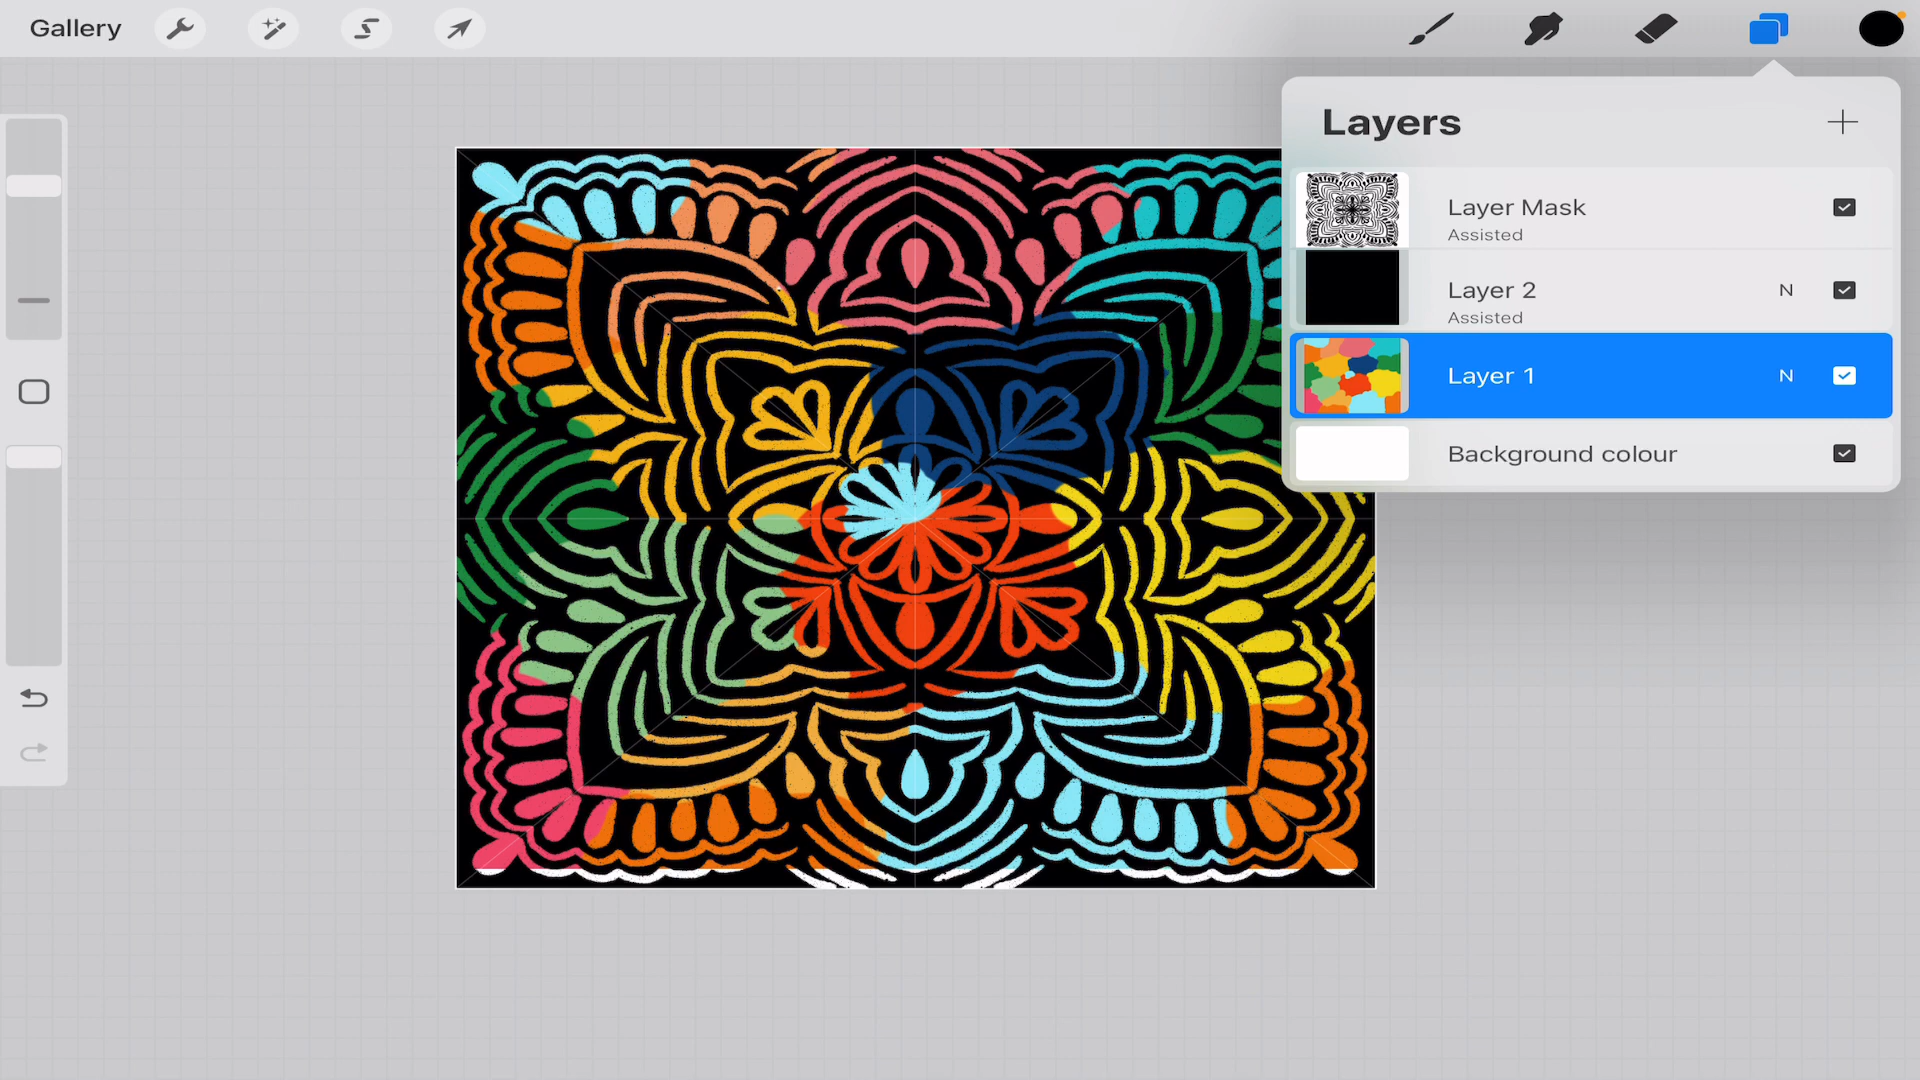 Gallery
Layers
Layer Mask
Assisted
Layer 2
N
Assisted
Layer 1
N
Background colour